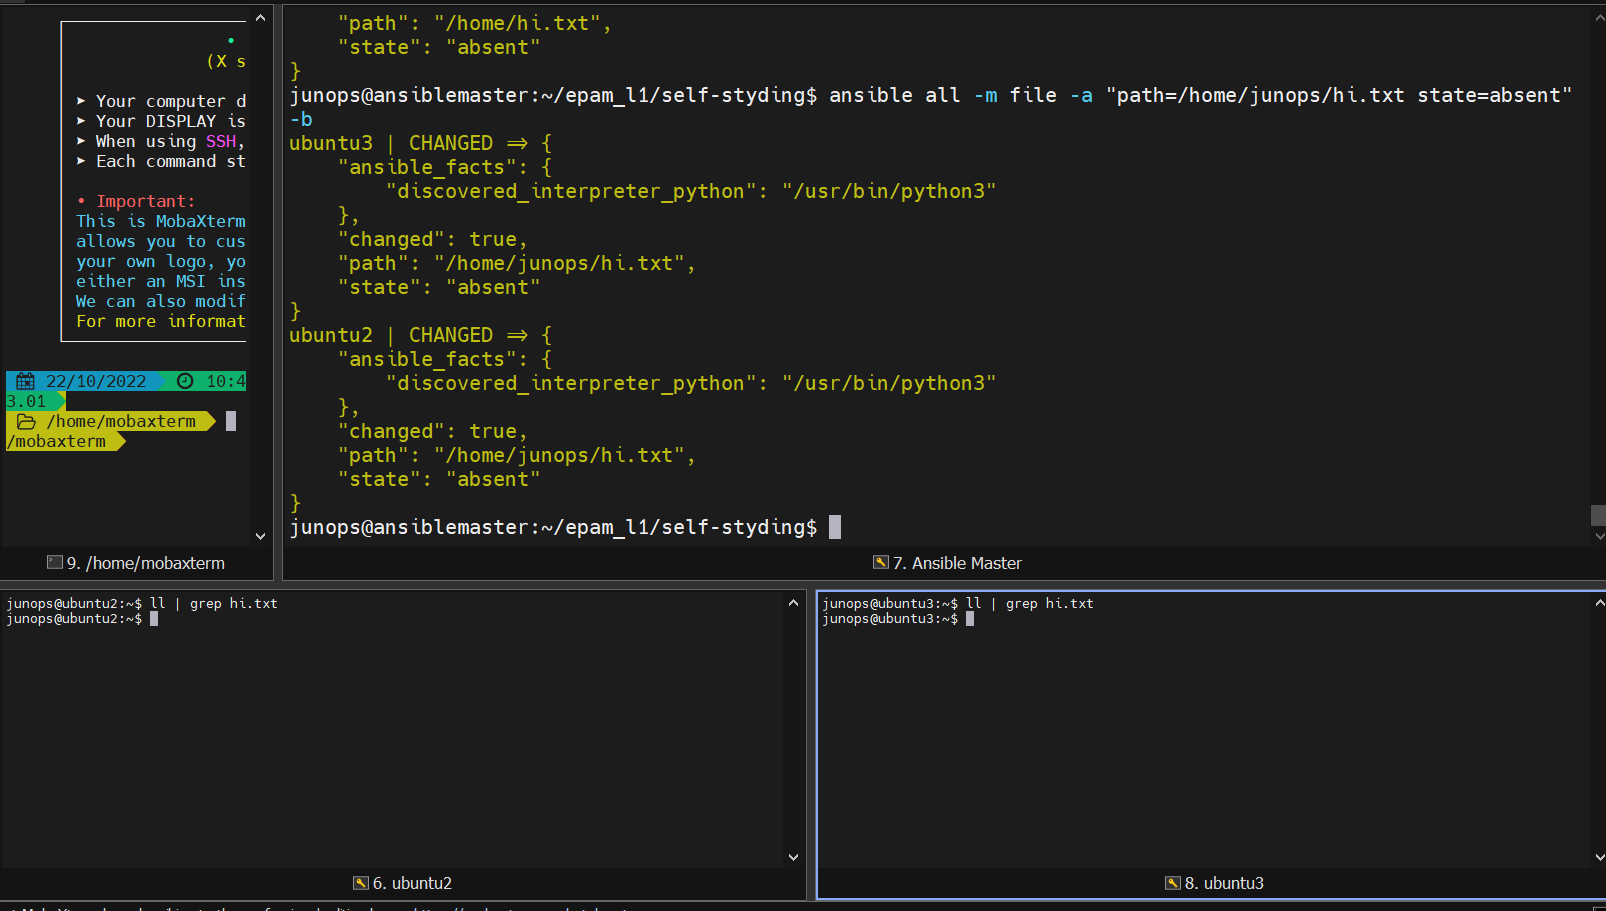 (X s
➤ Your computer d
➤ Your DISPLAY is
➤ When using SSH,
➤ Each command st
• Important:
This is MobaXterm
allows you to cus
your own logo, yo
either an MSI ins
We can also modif
For more informat
22/10/2022 10:4
3.01
/home/mobaxterm
/mobaxterm
9. /home/mobaxterm
"path": "/home/hi.txt",
"state": "absent"
}
junops@ansiblemaster:~/epam_l1/self-styding$ ansible all -m file -a "path=/home/junops/hi.txt state=absent"
-b
ubuntu3 | CHANGED => {
"ansible_facts": {
"discovered_interpreter_python": "/usr/bin/python3"
},
"changed": true,
"path": "/home/junops/hi.txt",
"state": "absent"
}
ubuntu2 | CHANGED => {
"ansible_facts": {
"discovered_interpreter_python": "/usr/bin/python3"
},
"changed": true,
"path": "/home/junops/hi.txt",
"state": "absent"
}
junops@ansiblemaster:~/epam_l1/self-styding$
7. Ansible Master
junops@ubuntu2:~$ ll | grep hi.txt
junops@ubuntu2:~$
6. ubuntu2
junops@ubuntu3:~$ ll | grep hi.txt
junops@ubuntu3:~$
8. ubuntu3